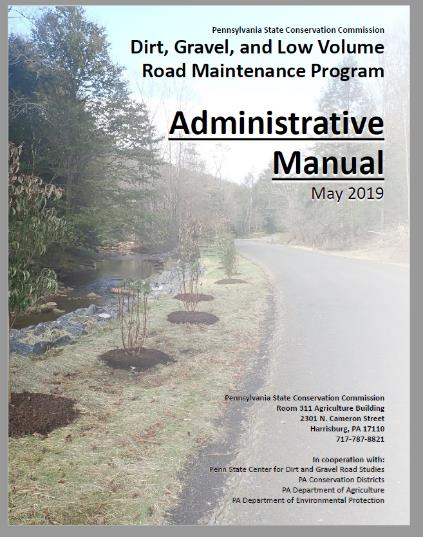 Pennsylvania State Conservation Commission
Dirt, Gravel, and Low Volume
Road Maintenance Program
Administrative
Manual
May 2019
Pennsylvania State Conservation Commission
Room 311 Agriculture Building
2301 N. Cameron Street
Harrisburg, PA 17110
717-787-8821
In cooperation with:
Penn State Center for Dirt and Gravel Road Studies
PA Conservation Districts
PA Department of Agriculture
PA Department of Environmental Protection